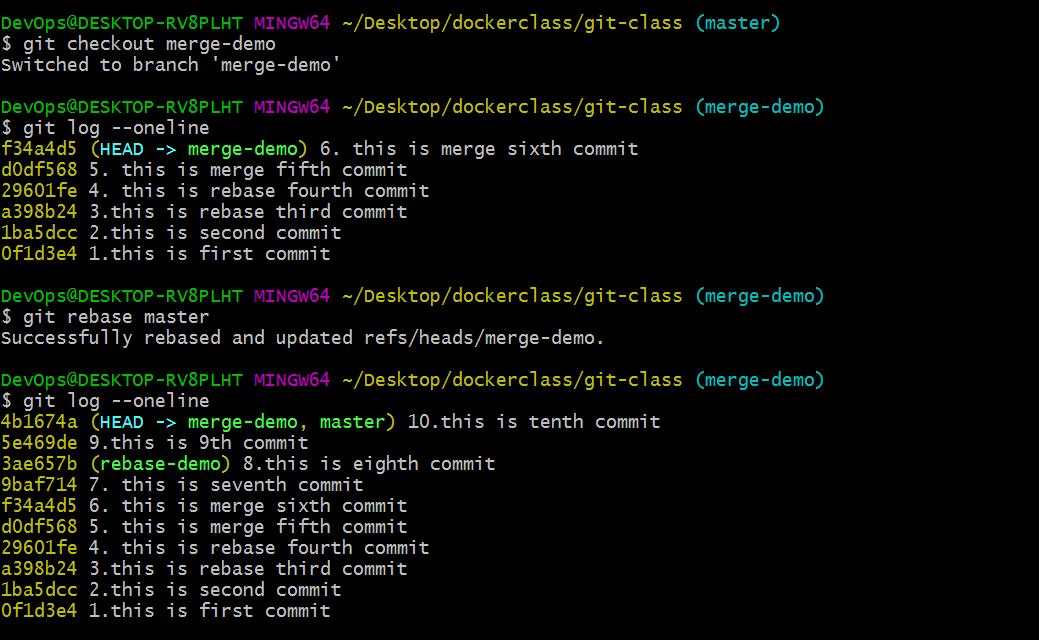 DevOps@DESKTOP-RV8PLHT MINGW64 ~/Desktop/dockerclass/git-class (master)
$ git checkout merge-demo
Switched to branch 'merge-demo'
DevOps@DESKTOP-RV8PLHT MINGW64 ~/Desktop/dockerclass/git-class (merge-demo)
$ git log --oneline
f34a4d5 (HEAD -> merge-demo) 6. this is merge sixth commit
d0df568 5. this is merge fifth commit
29601fe 4. this is rebase fourth commit
a398b24 3.this is rebase third commit
1ba5dcc 2.this is second commit
0f1d3e4 1.this is first commit
DevOps@DESKTOP-RV8PLHT MINGW64 ~/Desktop/dockerclass/git-class (merge-demo)
$ git rebase master
Successfully rebased and updated refs/heads/merge-demo.
DevOps@DESKTOP-RV8PLHT MINGW64 ~/Desktop/dockerclass/git-class (merge-demo)
$ git log --oneline
4b1674a (HEAD -> merge-demo, master) 10.this is tenth commit
5e469de 9.this is 9th commit
3ae657b (rebase-demo) 8.this is eighth commit
9baf714 7. this is seventh commit
f34a4d5 6. this is merge sixth commit
d0df568 5. this is merge fifth commit
29601fe 4. this is rebase fourth commit
a398b24 3.this is rebase third commit
1ba5dcc 2.this is second commit
0f1d3e4 1.this is first commit